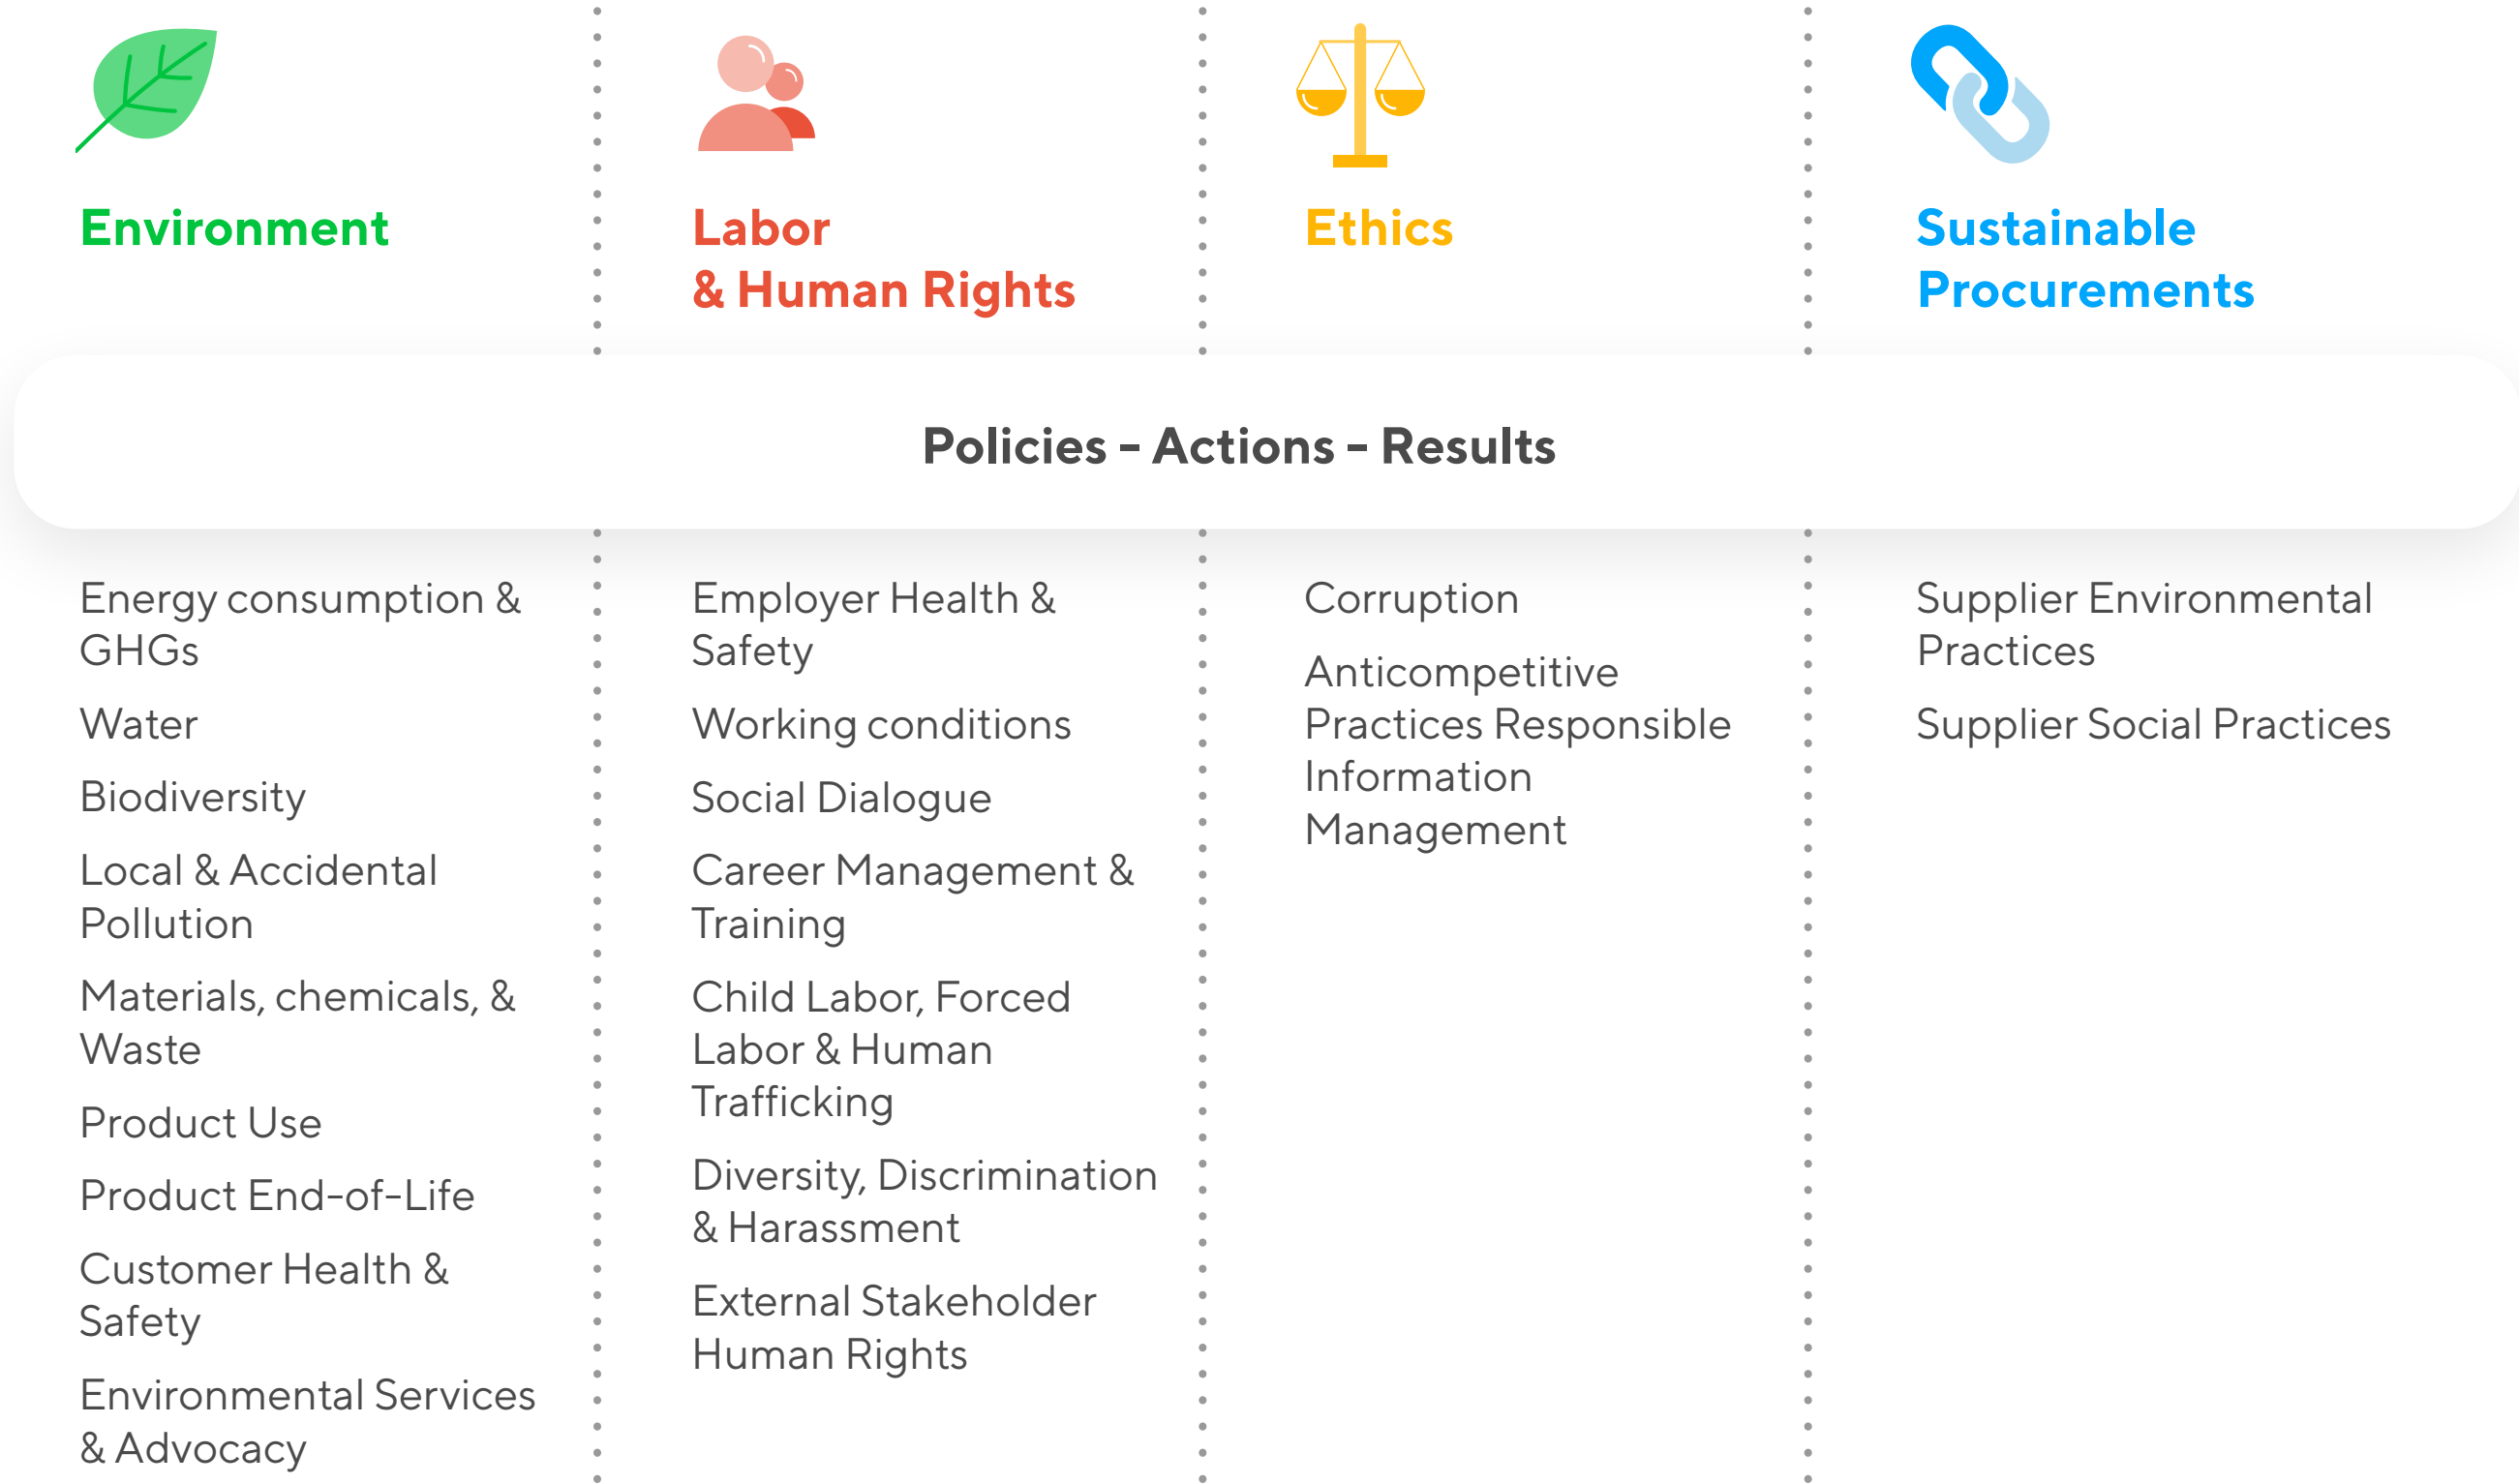 Environment
Labor
& Human Rights
Ethics
Sustainable
Procurements
Policies - Actions - Results
Energy consumption &
GHGs
Water
Biodiversity
Local & Accidental
Pollution
Materials, chemicals, &
Waste
Product Use
Product End-of-Life
Customer Health &
Safety
Environmental Services
& Advocacy
Employer Health &
Safety
Working conditions
Social Dialogue
Career Management &
Training
Child Labor, Forced
Labor & Human
Trafficking
Diversity, Discrimination
& Harassment
External Stakeholder
Human Rights
Corruption
Anticompetitive
Practices Responsible
Information
Management
Supplier Environmental
Practices
Supplier Social Practices